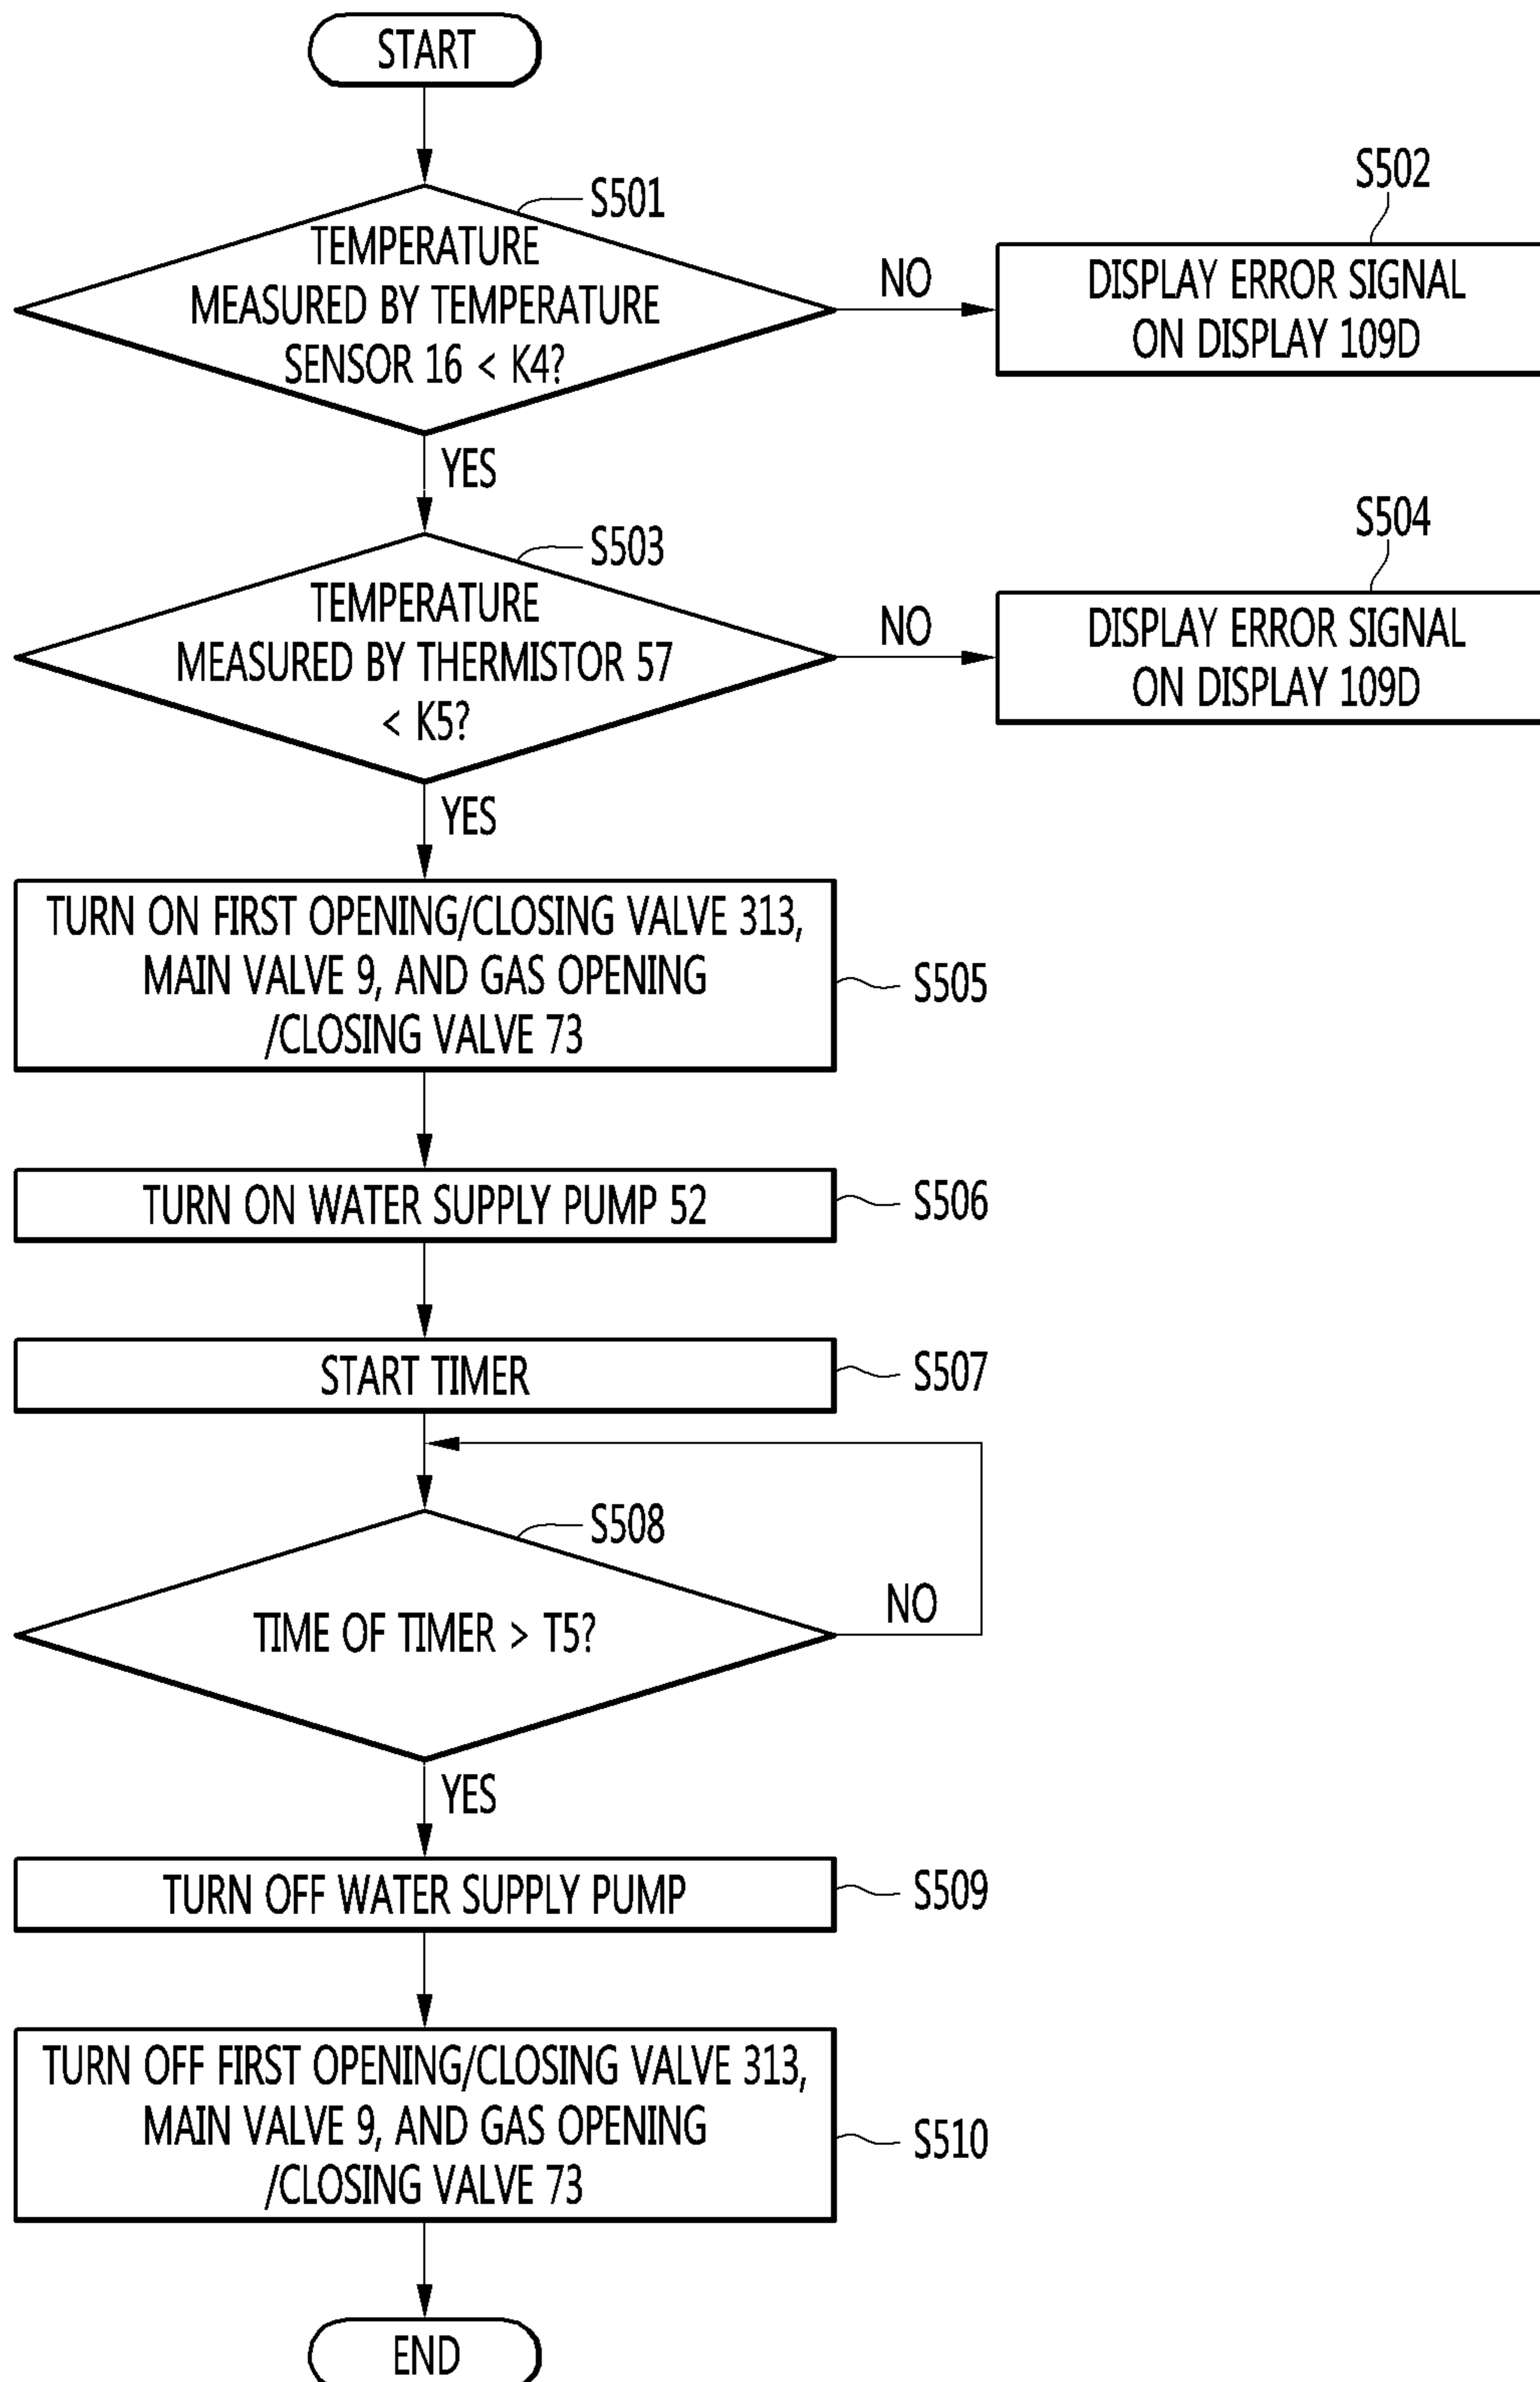 START
S501
TEMPERATURE
MEASURED BY TEMPERATURE
SENSOR 16 < K4?
NO
S502
DISPLAY ERROR SIGNAL
ON DISPLAY 109D
YES
S503
TEMPERATURE
MEASURED BY THERMISTOR 57
< K5?
NO
S504
DISPLAY ERROR SIGNAL
ON DISPLAY 109D
YES
TURN ON FIRST OPENING/CLOSING VALVE 313,
MAIN VALVE 9, AND GAS OPENING
/CLOSING VALVE 73
S505
TURN ON WATER SUPPLY PUMP 52
S506
START TIMER
S507
S508
TIME OF TIMER > T5?
NO
YES
TURN OFF WATER SUPPLY PUMP
S509
TURN OFF FIRST OPENING/CLOSING VALVE 313,
MAIN VALVE 9, AND GAS OPENING
/CLOSING VALVE 73
S510
END